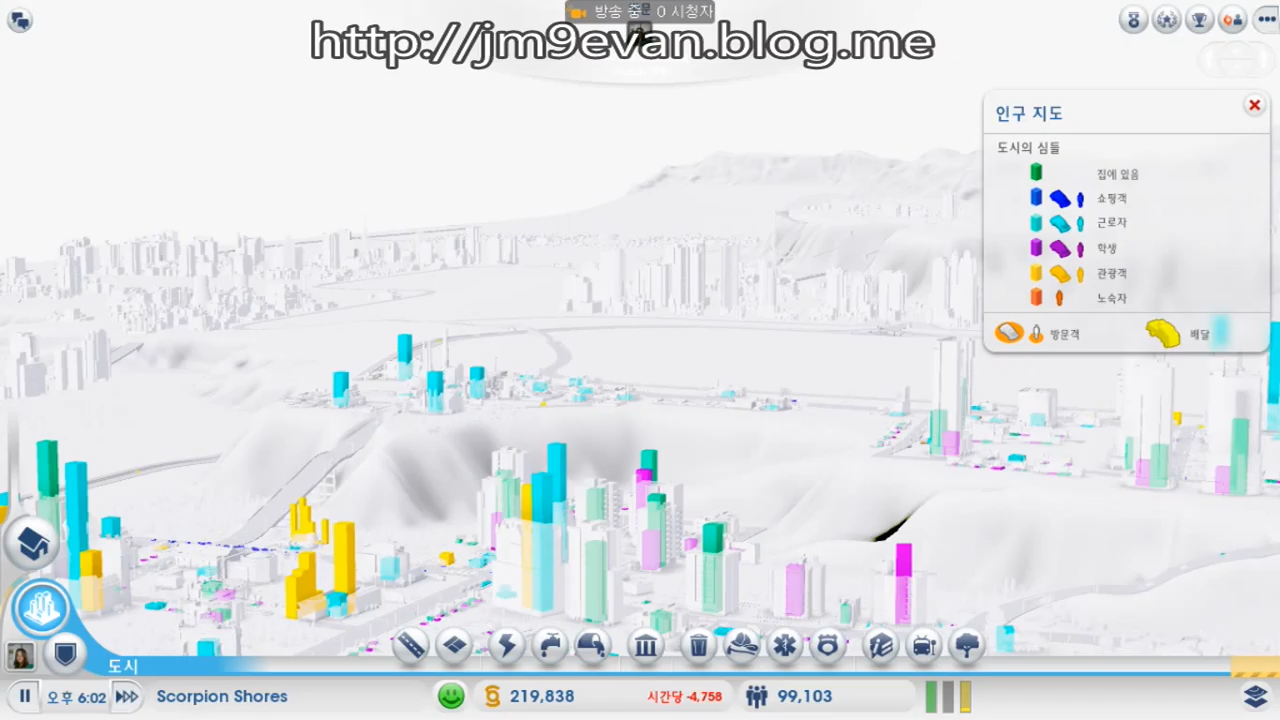 방송 중 0 시청자
http://jm9evan.blog.me
인구 지도
도시의 심들
집에 있음
쇼핑객
근로자
학생
관광객
노숙자
방문객
배달
도시
오후 6:02
Scorpion Shores
219,838
시간당 -4,758
99,103